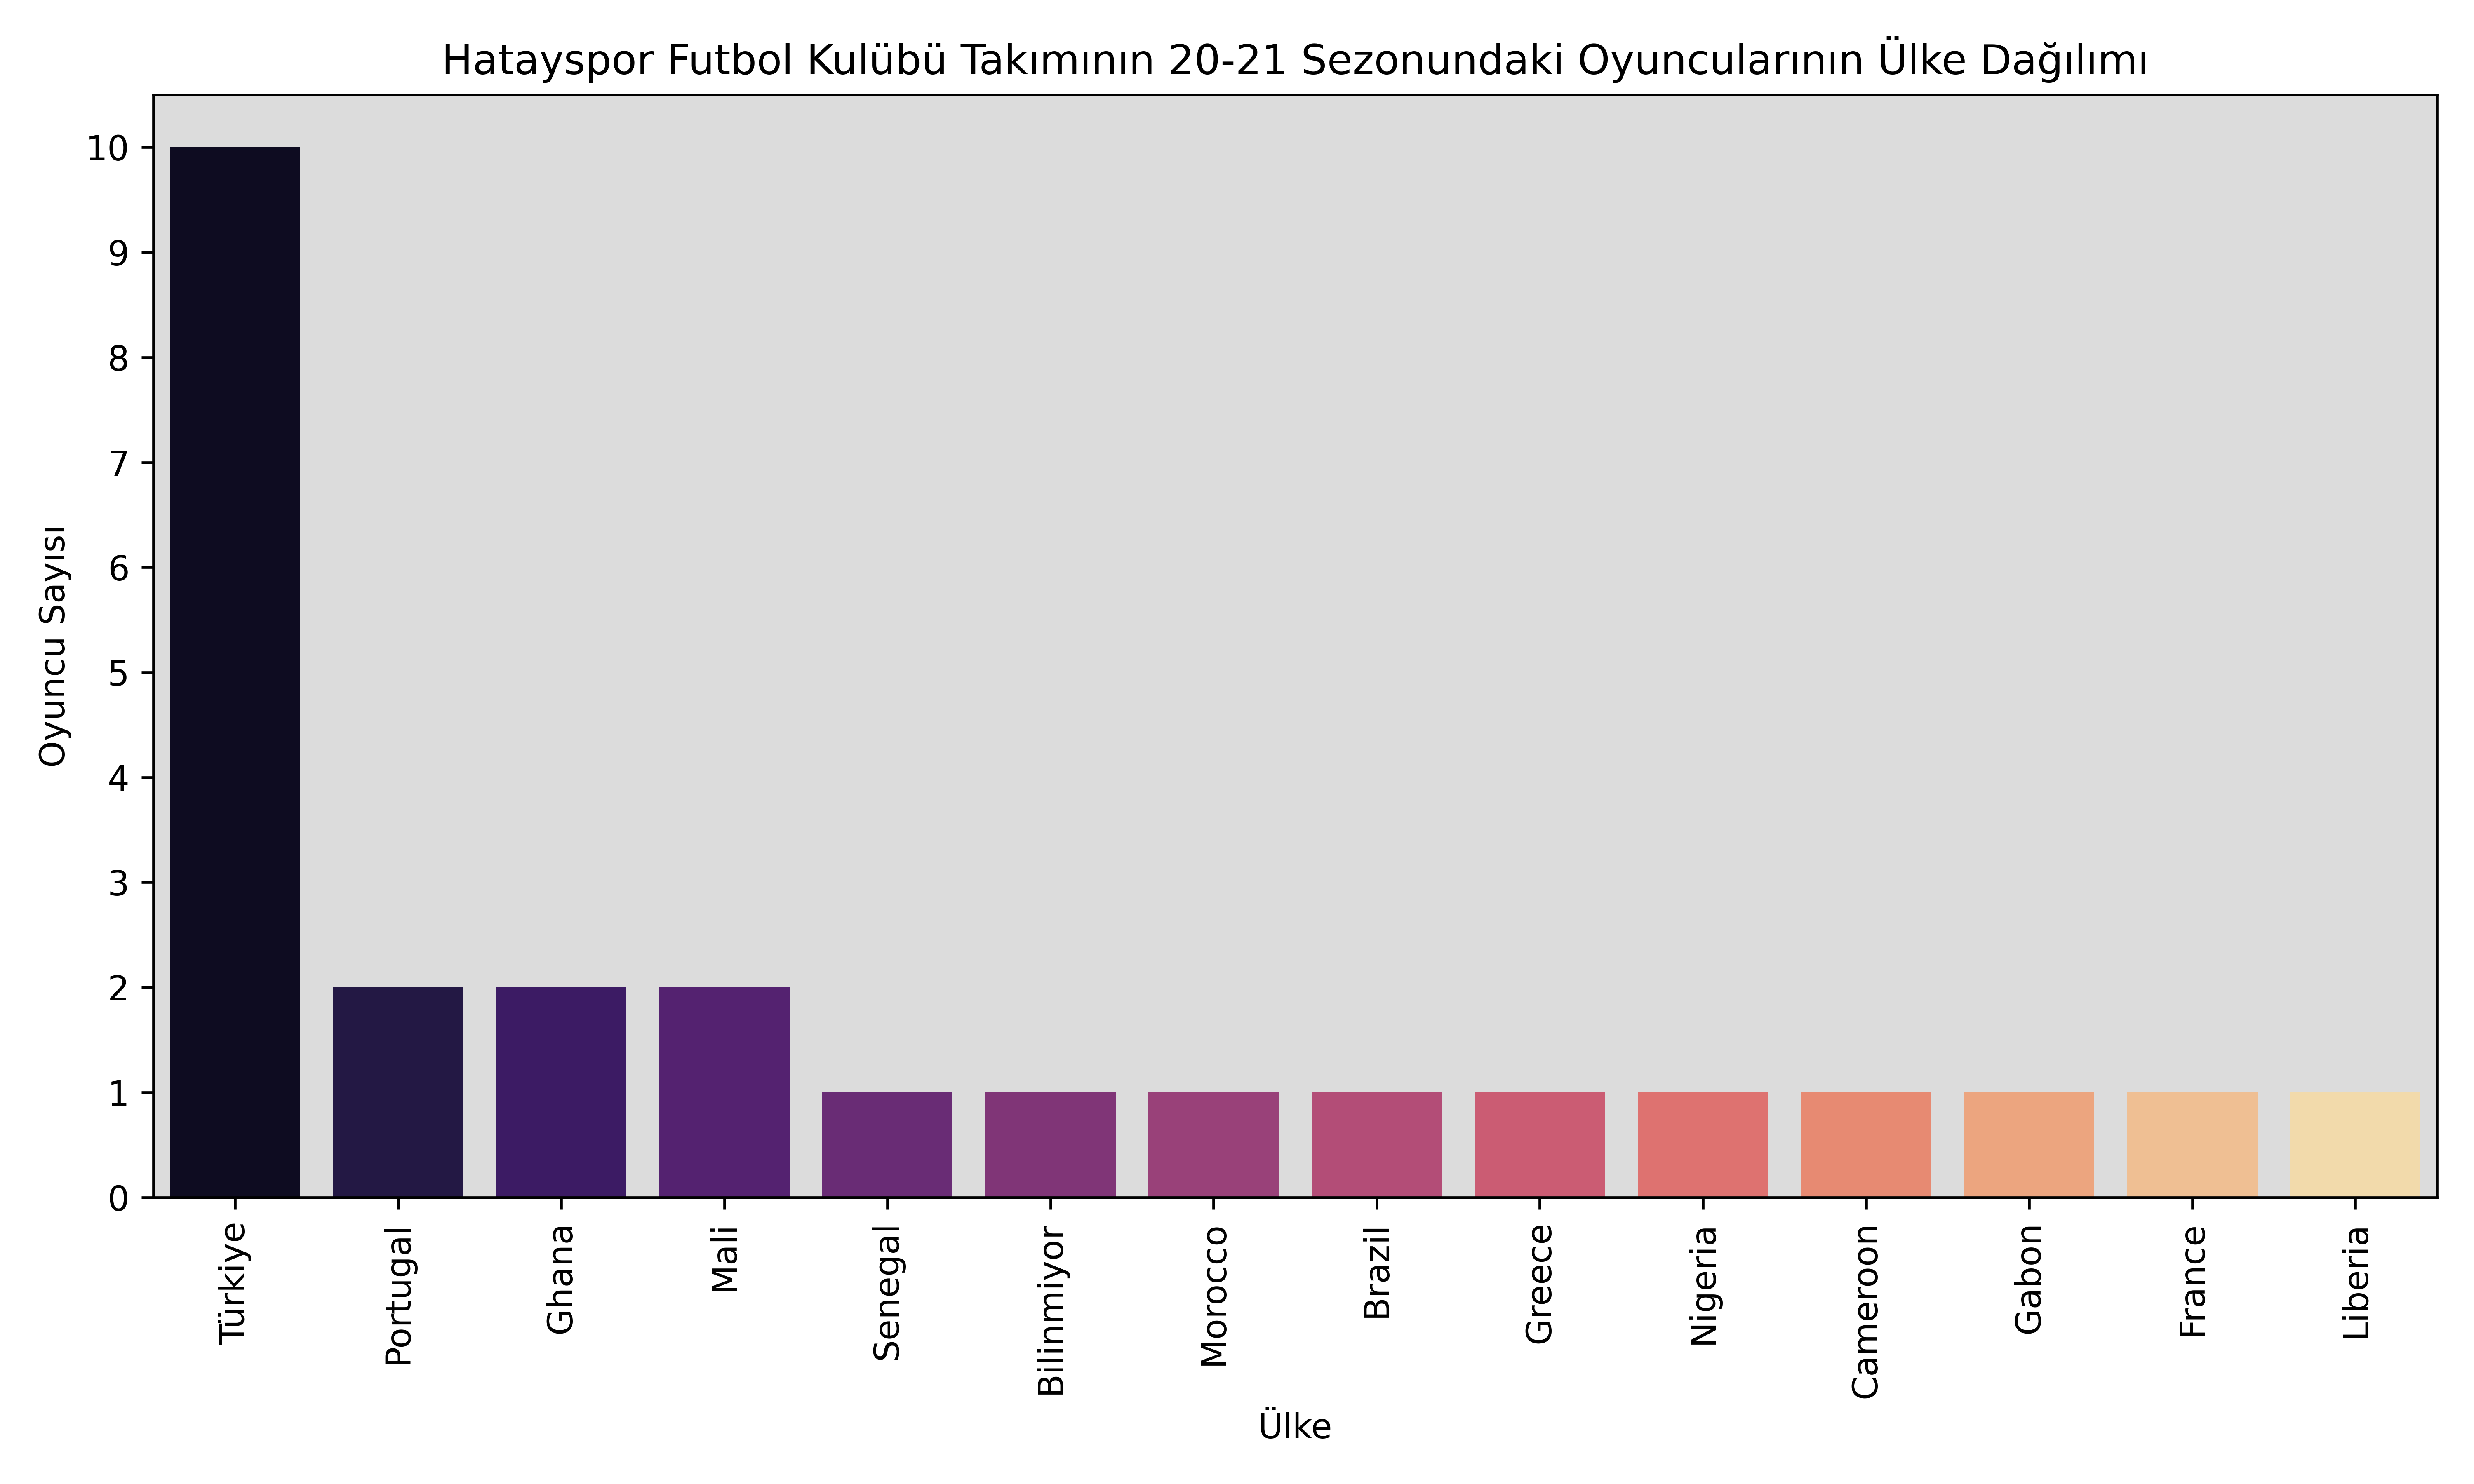 Hatayspor Futbol Kulübü Takımının 20-21 Sezonundaki Oyuncularının Ülke Dağılımı
Oyuncu Sayısı
10
9
8
7
6
5
4
3
2
1
0
Türkiye
Portugal
Ghana
Mali
Senegal
Bilinmiyor
Morocco
Brazil
Greece
Nigeria
Cameroon
Gabon
France
Liberia
Ülke